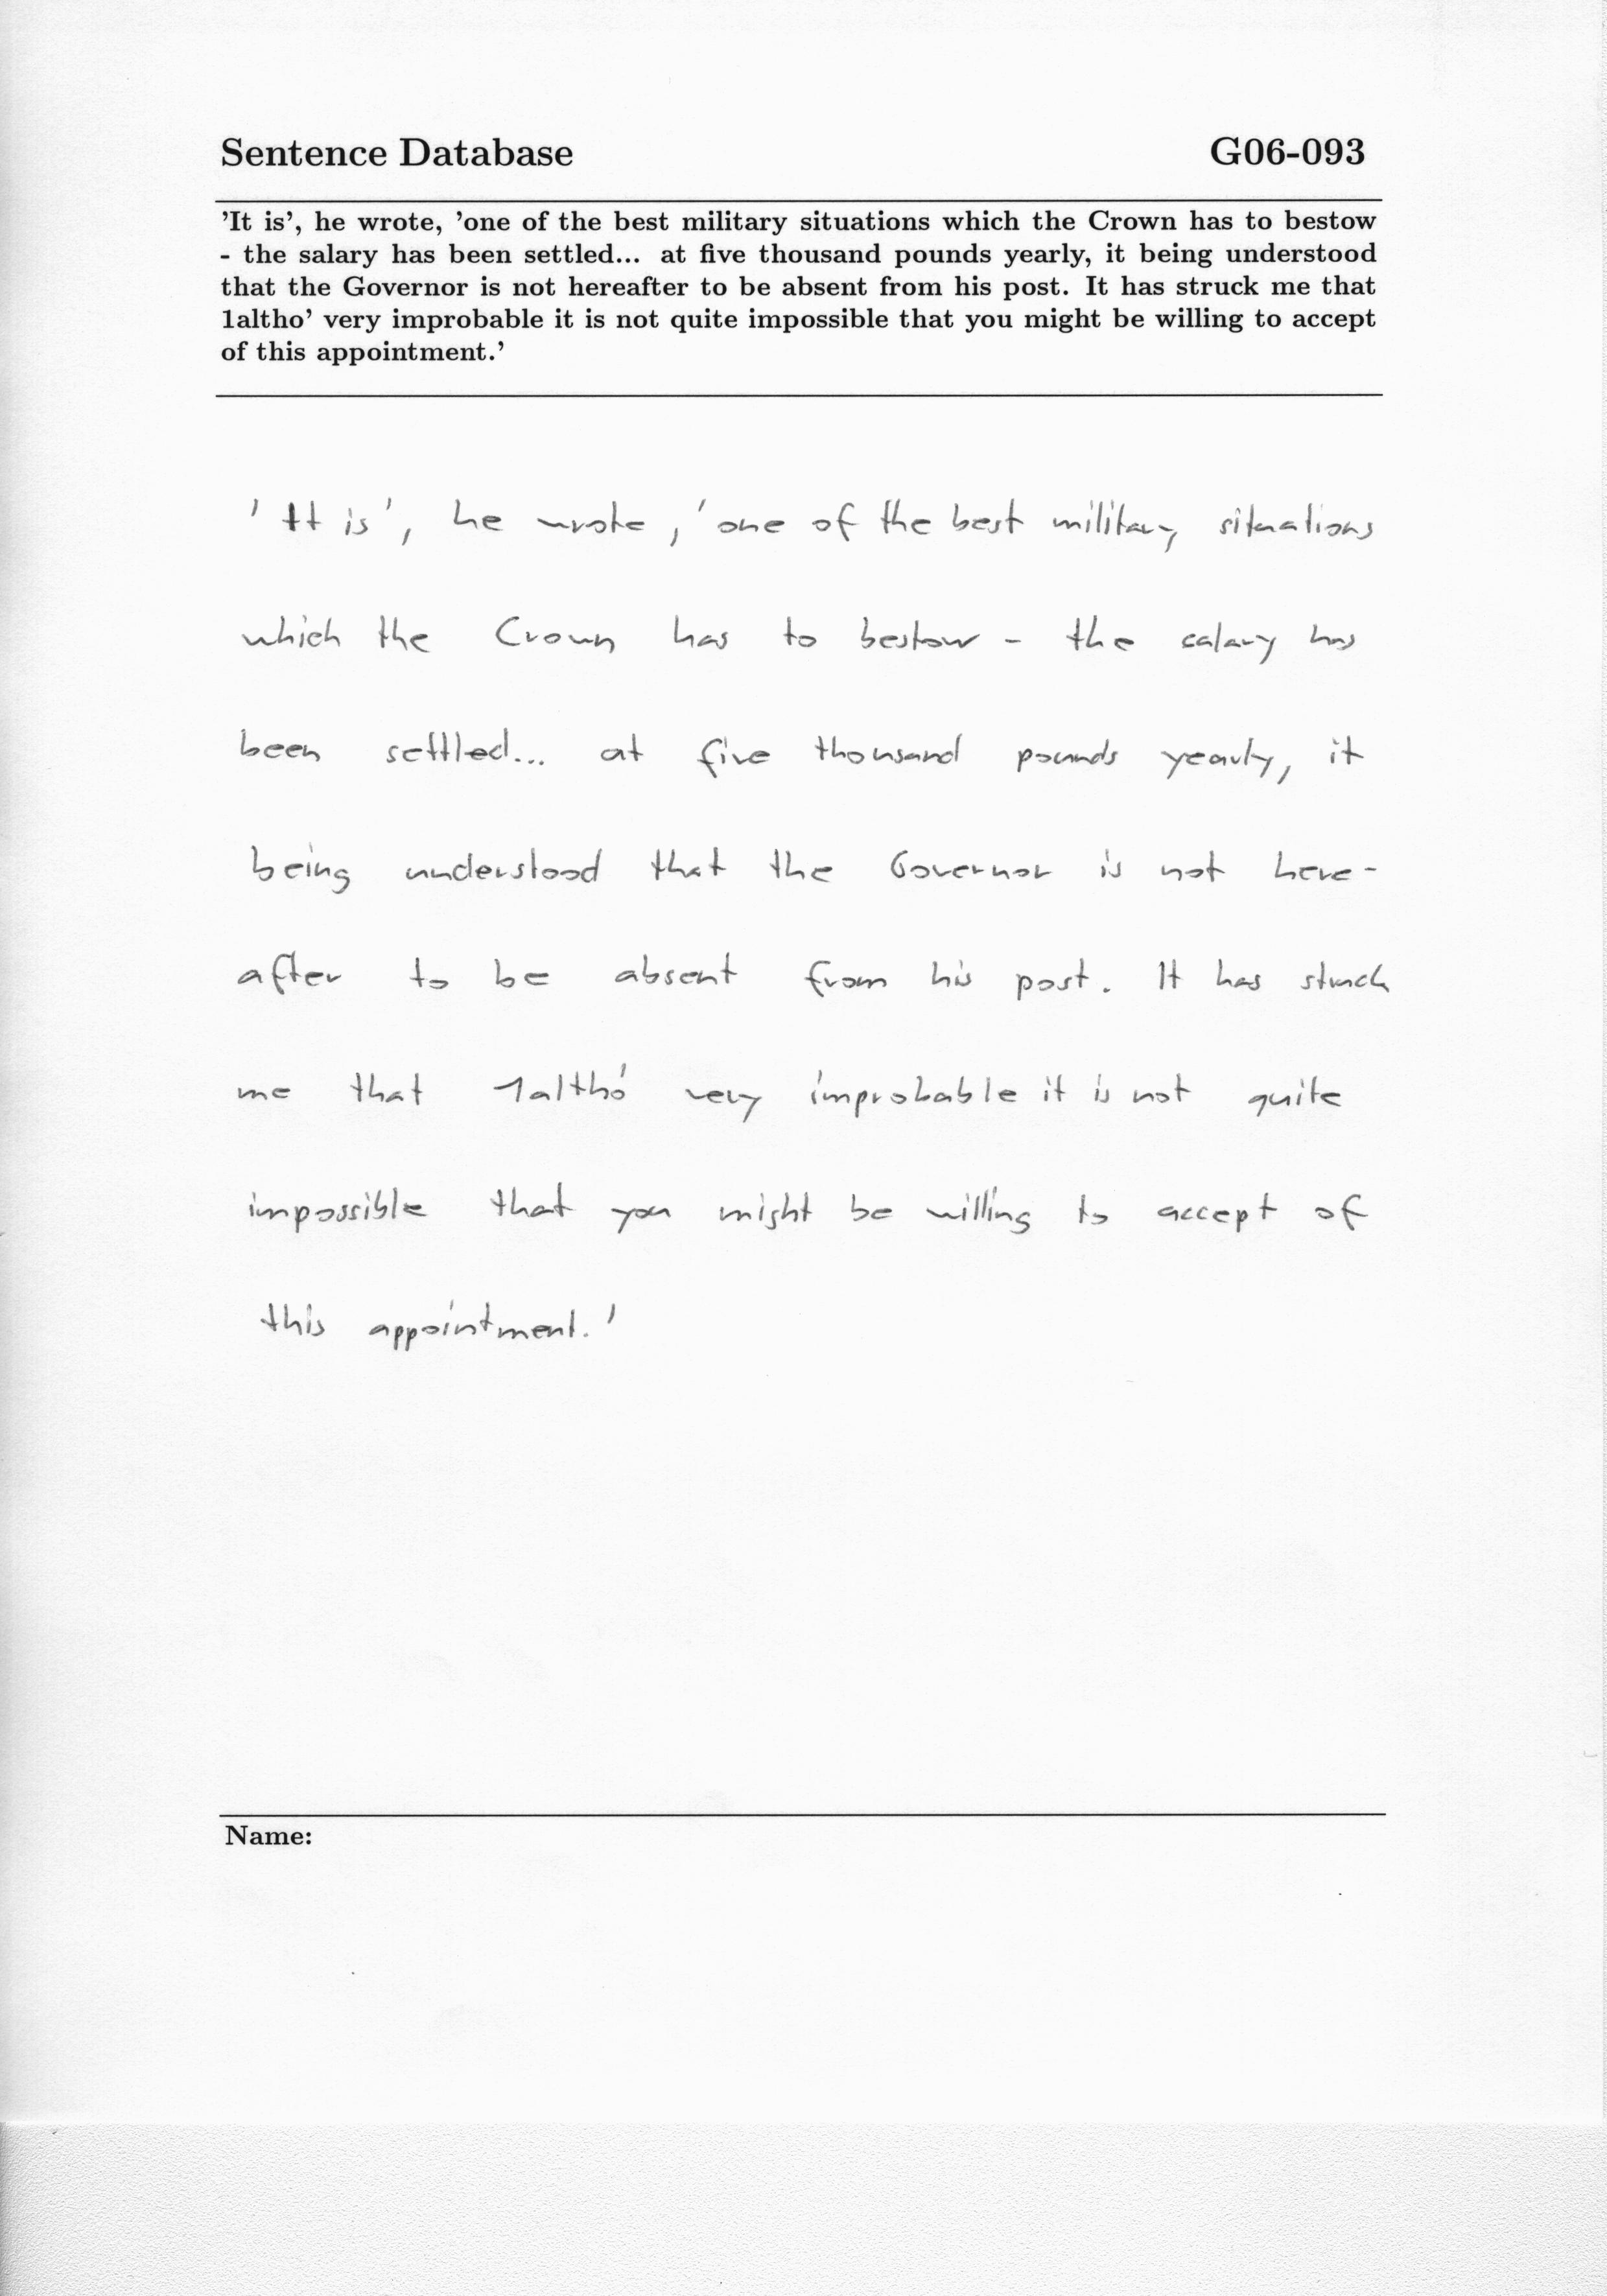 Sentence Database G06-093
'It is', he wrote, 'one of the best military situations which the Crown has to bestow
- the salary has been settled... at five thousand pounds yearly, it being understood
that the Governor is not hereafter to be absent from his post. It has struck me that
1altho' very improbable it is not quite impossible that you might be willing to accept
of this appointment.'
'It is', he wrote, 'one of the best military situations
which the Crown has to bestow - the salary has
been settled... at five thousand pounds yearly, it
being understood that the Governor is not here-
after to be absent from his post. It has struck
me that 1altho' very improbable it is not quite
impossible that you might be willing to accept of
this appointment.'
Name: